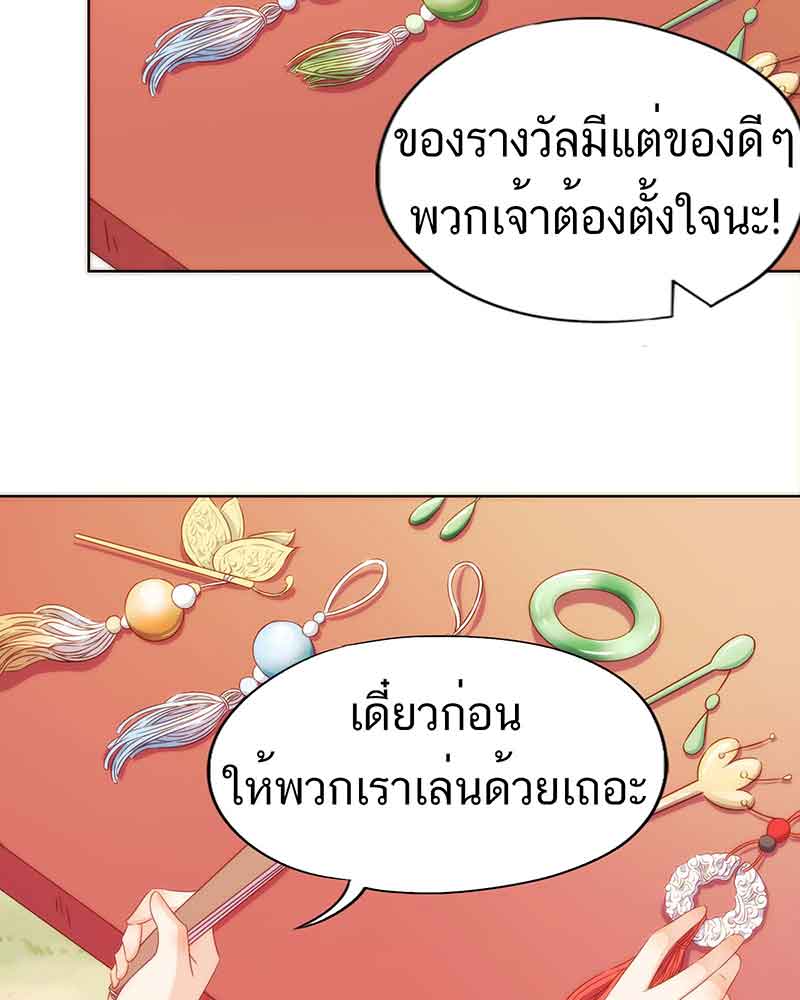 ของรางวัลมีแต่ของดีๆ
พวกเจ้าต้องตั้งใจนะ!
เดี๋ยวก่อน
ให้พวกเราเล่นด้วยเถอะ